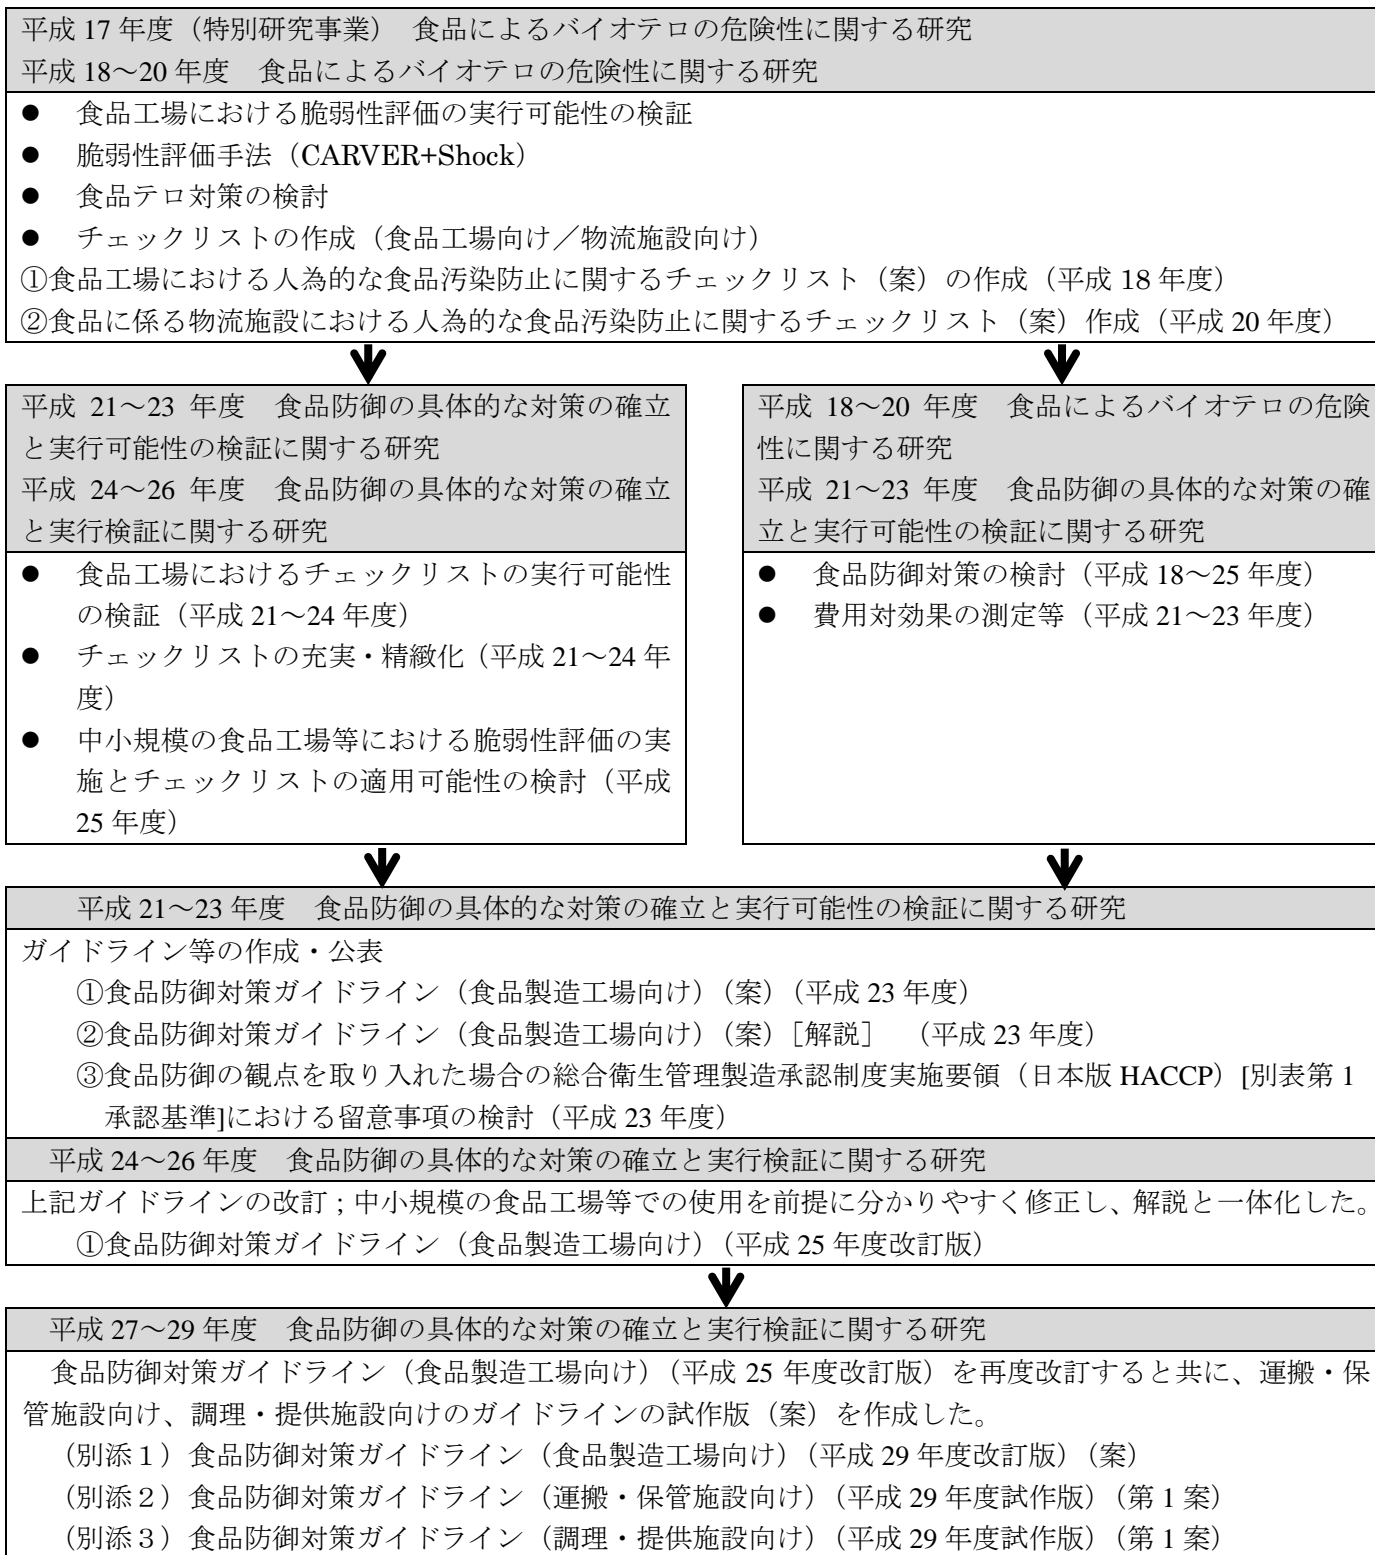 平成 17 年度（特別研究事業）　食品によるバイオテロの危険性に関する研究
平成 18～20 年度　食品によるバイオテロの危険性に関する研究
● 食品工場における脆弱性評価の実行可能性の検証
● 脆弱性評価手法（CARVER+Shock）
● 食品テロ対策の検討
● チェックリストの作成（食品工場向け／物流施設向け）
①食品工場における人為的な食品汚染防止に関するチェックリスト（案）の作成（平成 18 年度）
②食品に係る物流施設における人為的な食品汚染防止に関するチェックリスト（案）作成（平成 20 年度）
平成 21～23 年度　食品防御の具体的な対策の確立
と実行可能性の検証に関する研究
平成 24～26 年度　食品防御の具体的な対策の確立
と実行検証に関する研究
● 食品工場におけるチェックリストの実行可能性
の検証（平成 21～24 年度）
● チェックリストの充実・精緻化（平成 21～24 年
度）
● 中小規模の食品工場等における脆弱性評価の実
施とチェックリストの適用可能性の検討（平成
25 年度）
平成 18～20 年度　食品によるバイオテロの危険
性に関する研究
平成 21～23 年度　食品防御の具体的な対策の確
立と実行可能性の検証に関する研究
● 食品防御対策の検討（平成 18～25 年度）
● 費用対効果の測定等（平成 21～23 年度）
平成 21～23 年度　食品防御の具体的な対策の確立と実行可能性の検証に関する研究
ガイドライン等の作成・公表
①食品防御対策ガイドライン（食品製造工場向け）（案）（平成 23 年度）
②食品防御対策ガイドライン（食品製造工場向け）（案）［解説］　（平成 23 年度）
③食品防御の観点を取り入れた場合の総合衛生管理製造承認制度実施要領（日本版 HACCP）[別表第 1
承認基準]における留意事項の検討（平成 23 年度）
平成 24～26 年度　食品防御の具体的な対策の確立と実行検証に関する研究
上記ガイドラインの改訂；中小規模の食品工場等での使用を前提に分かりやすく修正し、解説と一体化した。
①食品防御対策ガイドライン（食品製造工場向け）（平成 25 年度改訂版）
平成 27～29 年度　食品防御の具体的な対策の確立と実行検証に関する研究
食品防御対策ガイドライン（食品製造工場向け）（平成 25 年度改訂版）を再度改訂すると共に、運搬・保
管施設向け、調理・提供施設向けのガイドラインの試作版（案）を作成した。
（別添１）食品防御対策ガイドライン（食品製造工場向け）（平成 29 年度改訂版）（案）
（別添２）食品防御対策ガイドライン（運搬・保管施設向け）（平成 29 年度試作版）（第 1 案）
（別添３）食品防御対策ガイドライン（調理・提供施設向け）（平成 29 年度試作版）（第 1 案）